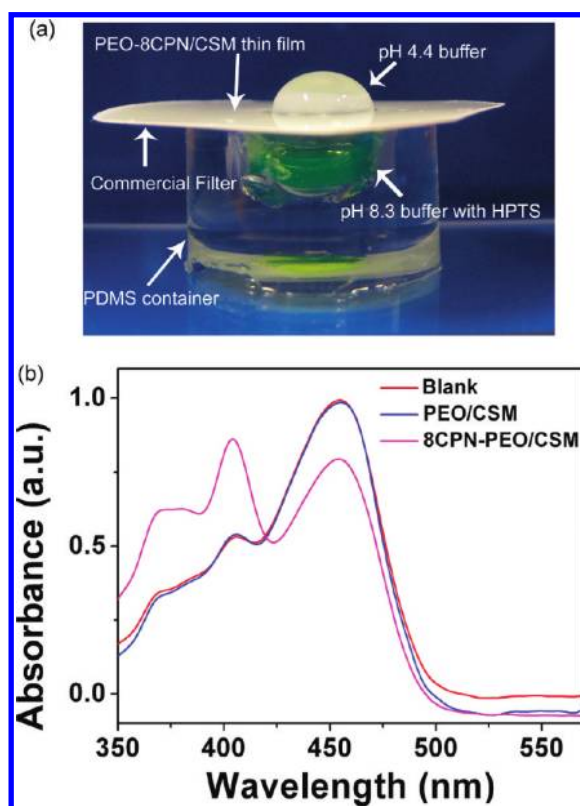 (a)
PEO-8CPN/CSM thin film
pH 4.4 buffer
Commercial Filter
pH 8.3 buffer with HPTS
PDMS container
(b)
Blank
PEO/CSM
8CPN-PEO/CSM
1.0
0.5
0.0
Absorbance (a.u.)
350 400 450 500 550
Wavelength (nm)